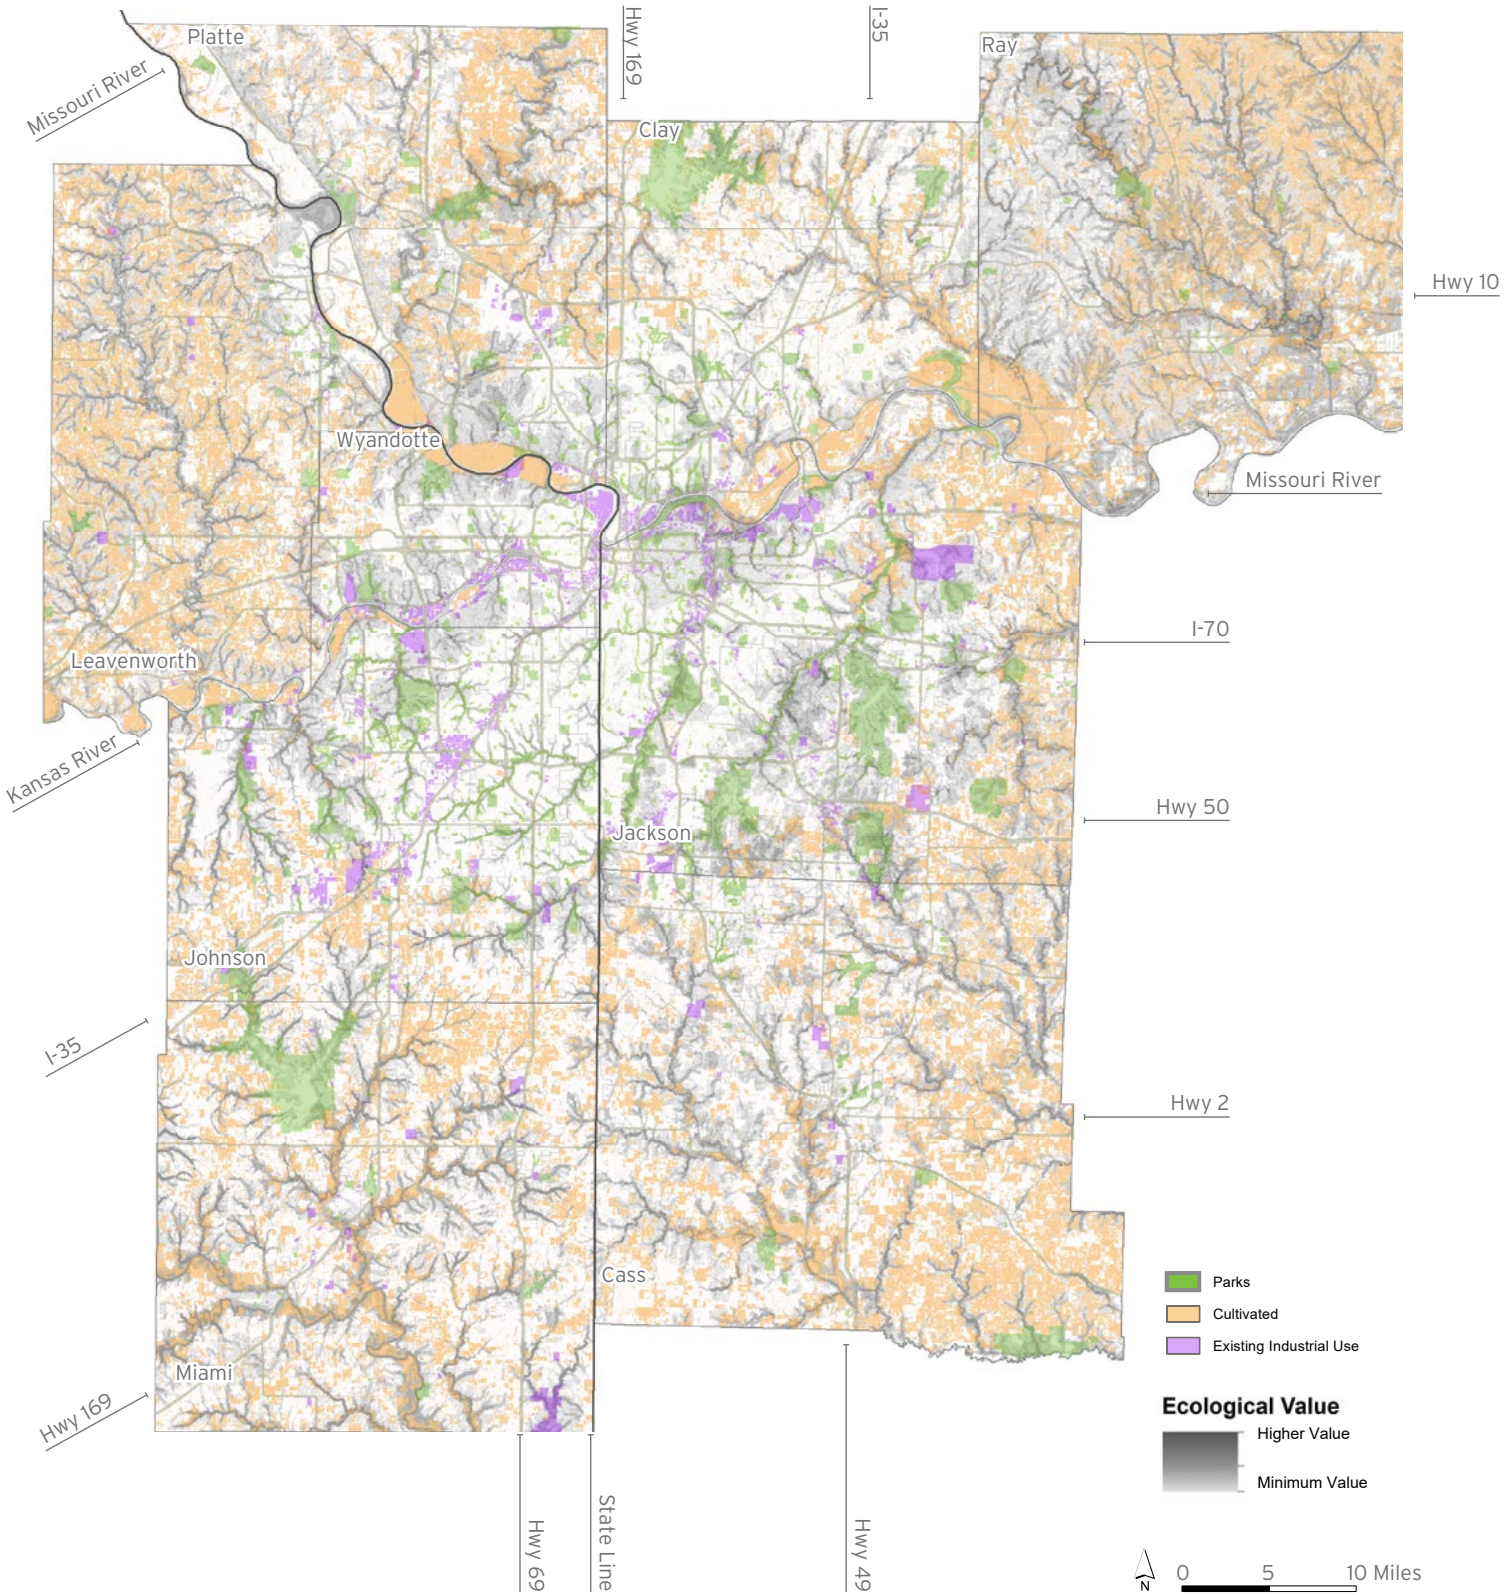 Platte
Missouri River
Hwy 169
I-35
Ray
Clay
Hwy 10
Wyandotte
Missouri River
I-70
Leavenworth
Kansas River
Hwy 50
Jackson
Johnson
I-35
Hwy 2
Cass
Miami
Hwy 169
Parks
Cultivated
Existing Industrial Use
Ecological Value
Higher Value
Minimum Value
Hwy 69
State Line
Hwy 49
N
0 5 10 Miles